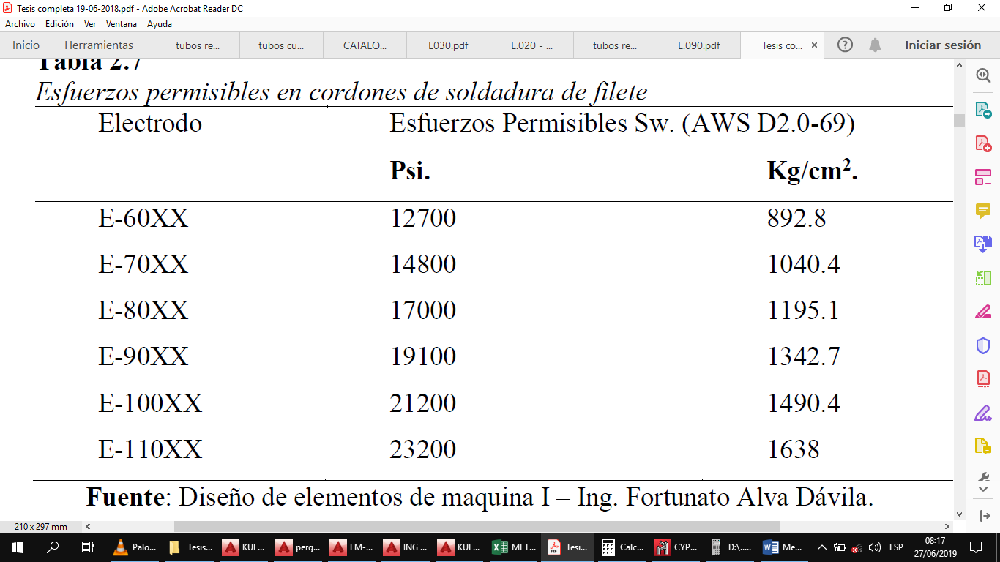 Tesis completa 19-06-2018.pdf - Adobe Acrobat Reader DC
Archivo Edición Ver Ventana Ayuda
Inicio Herramientas tubos re... tubos cu... CATALO... E030.pdf E.020 - ... tubos re... E.090.pdf Tesis co... × Iniciar sesión
Tabla 2.7
Esfuerzos permisibles en cordones de soldadura de filete
Electrodo Esfuerzos Permisibles Sw. (AWS D2.0-69)
Psi. Kg/cm².
E-60XX 12700 892.8
E-70XX 14800 1040.4
E-80XX 17000 1195.1
E-90XX 19100 1342.7
E-100XX 21200 1490.4
E-110XX 23200 1638
Fuente: Diseño de elementos de maquina I – Ing. Fortunato Alva Dávila.
210 x 297 mm
Palo... Tesis... KUL... perg... EM-... ING ... KUL... MET... Tesi... Calc... CYP... D:\.... Me... ESP 08:17
27/06/2019